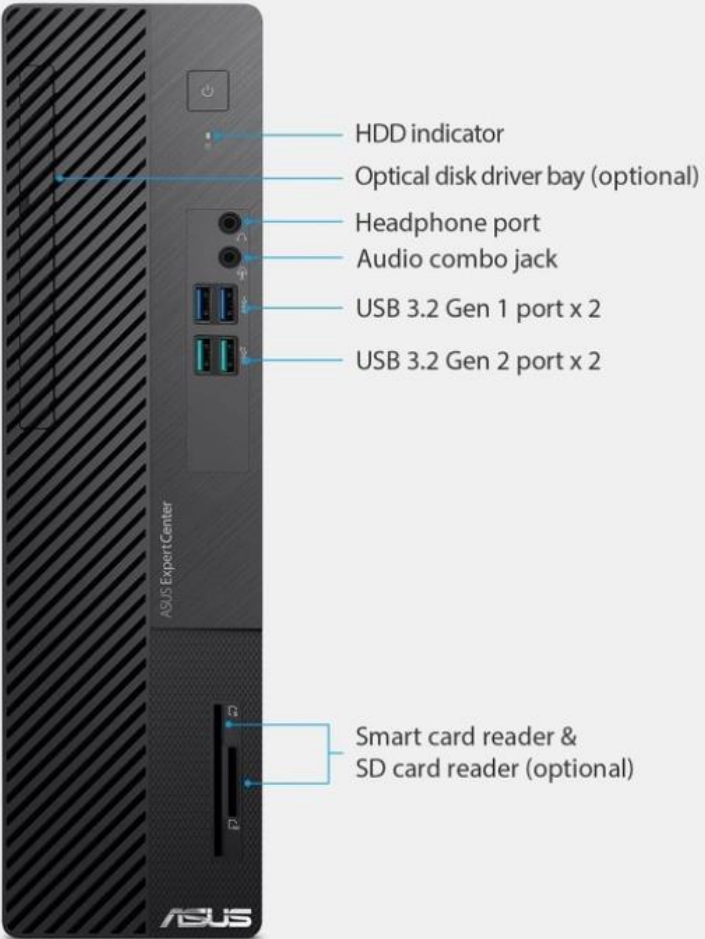 HDD indicator
Optical disk driver bay (optional)
Headphone port
Audio combo jack
USB 3.2 Gen 1 port x 2
USB 3.2 Gen 2 port x 2
ASUS ExpertCenter
Smart card reader &
SD card reader (optional)
ASUS